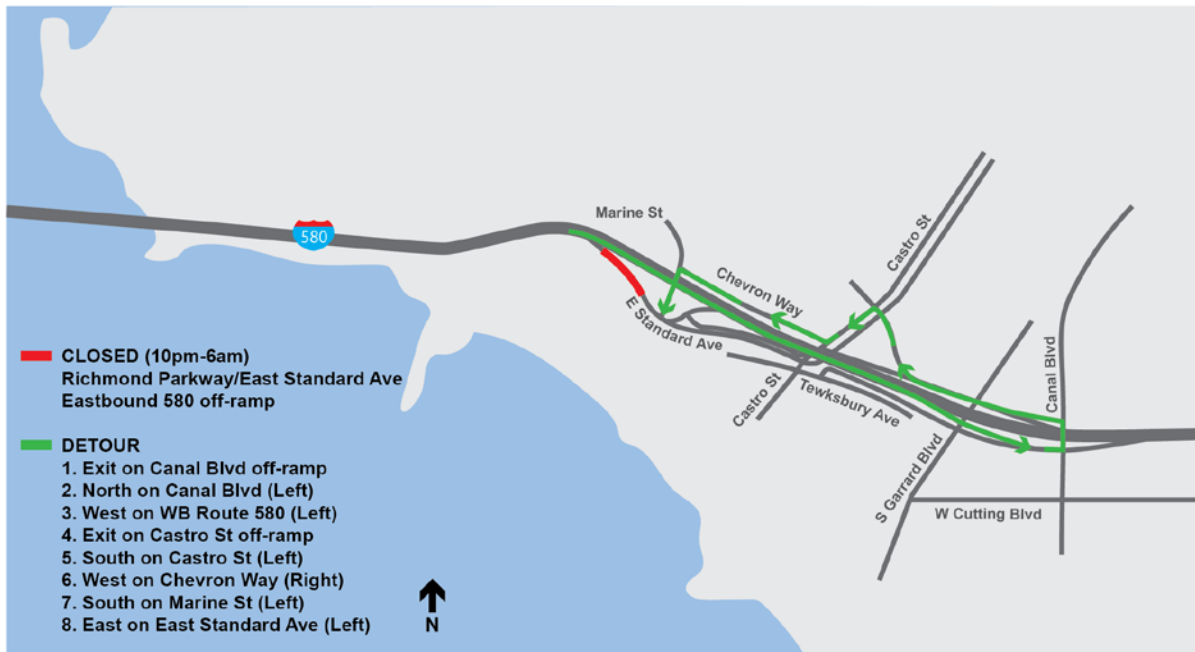 Marine St
Castro St
580
Chevron Way
E Standard Ave
CLOSED (10pm-6am)
Richmond Parkway/East Standard Ave
Eastbound 580 off-ramp
Castro St
Tewksbury Ave
Canal Blvd
S Garrard Blvd
W Cutting Blvd
DETOUR
1. Exit on Canal Blvd off-ramp
2. North on Canal Blvd (Left)
3. West on WB Route 580 (Left)
4. Exit on Castro St off-ramp
5. South on Castro St (Left)
6. West on Chevron Way (Right)
7. South on Marine St (Left)
8. East on East Standard Ave (Left)
N